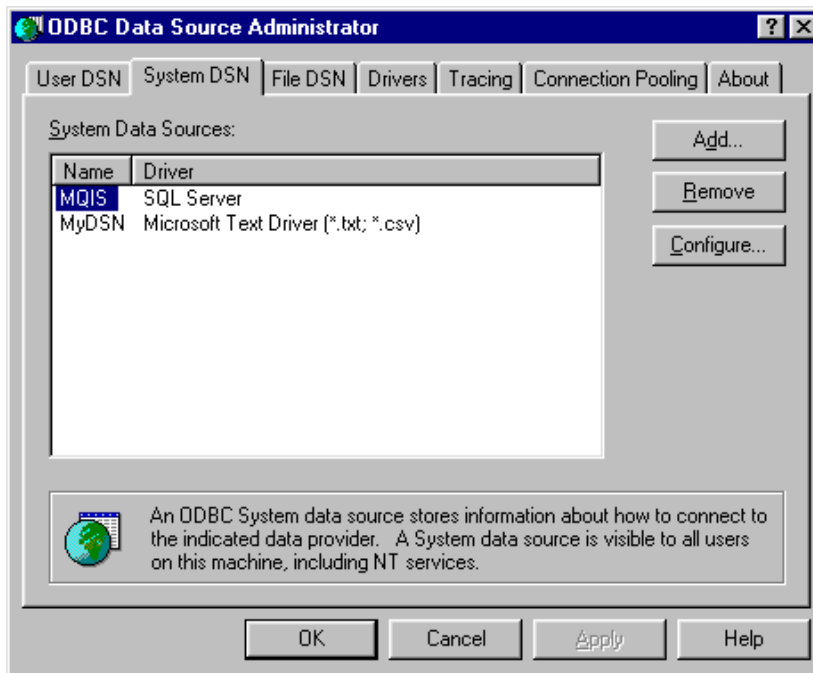 ODBC Data Source Administrator
User DSN System DSN File DSN Drivers Tracing Connection Pooling About
System Data Sources:
Add...
Name Driver
MQIS SQL Server
Remove
MyDSN Microsoft Text Driver (*.txt; *.csv)
Configure...
An ODBC System data source stores information about how to connect to
the indicated data provider. A System data source is visible to all users
on this machine, including NT services.
OK Cancel Apply Help